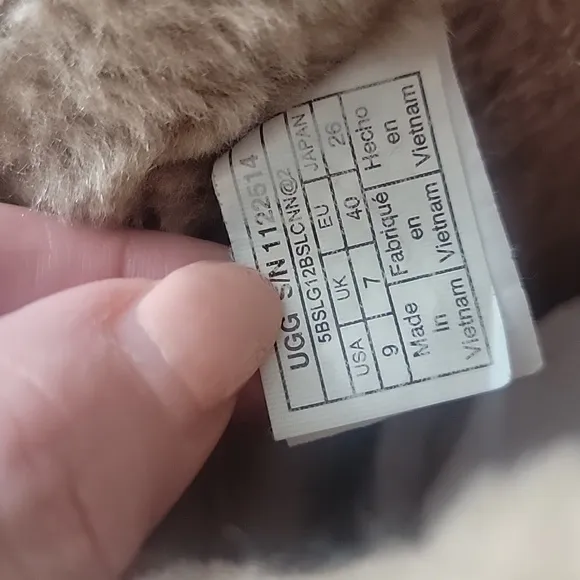 UGG S/N 1122614
5BSLG12BSLCNN@2
USA UK EU JAPAN
9 7 40 26
Made in Vietnam Fabriqué en Vietnam Hecho en Vietnam